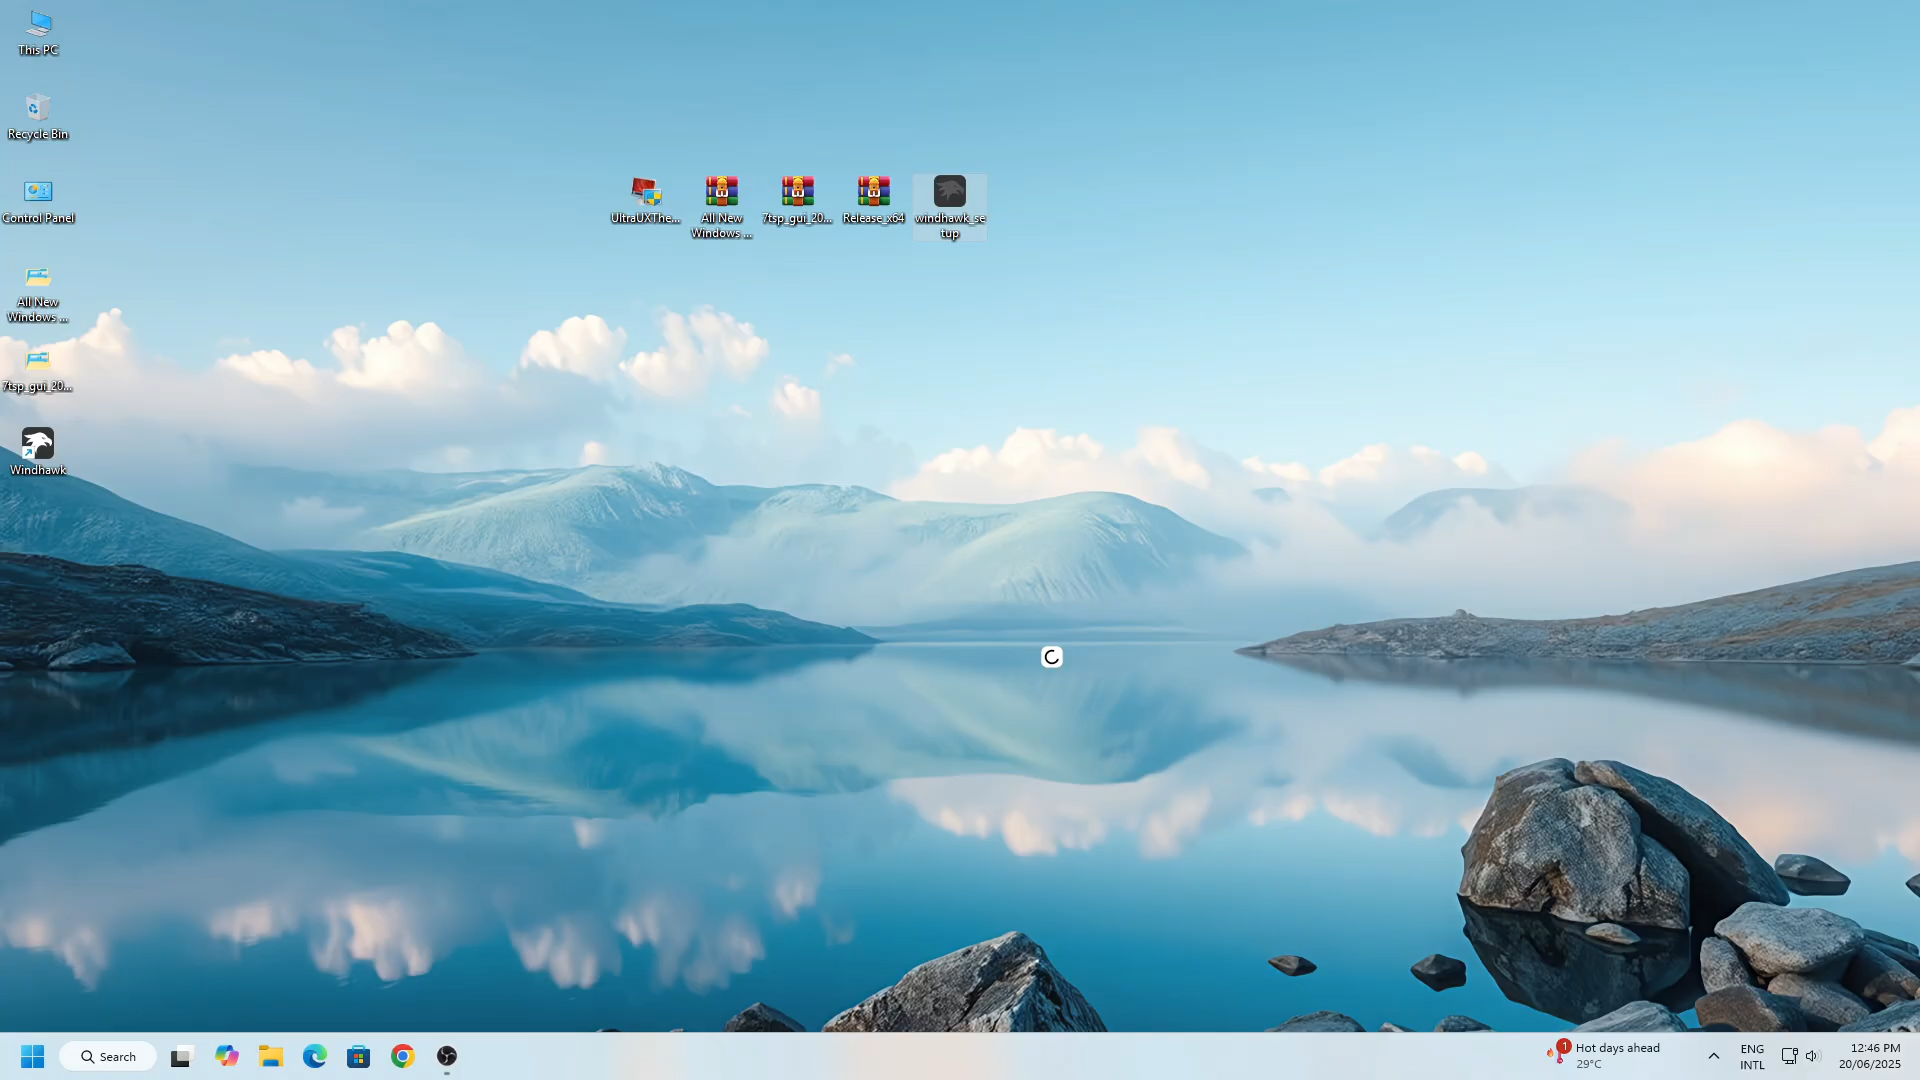 This PC
Recycle Bin
Control Panel
All New
Windows ...
7tsp_gui_20...
Windhawk
UltraUXThe...
All New
Windows ...
7tsp_gui_20...
Release_x64
windhawk_se
tup
Search
1
Hot days ahead
29°C
ENG
INTL
12:46 PM
20/06/2025